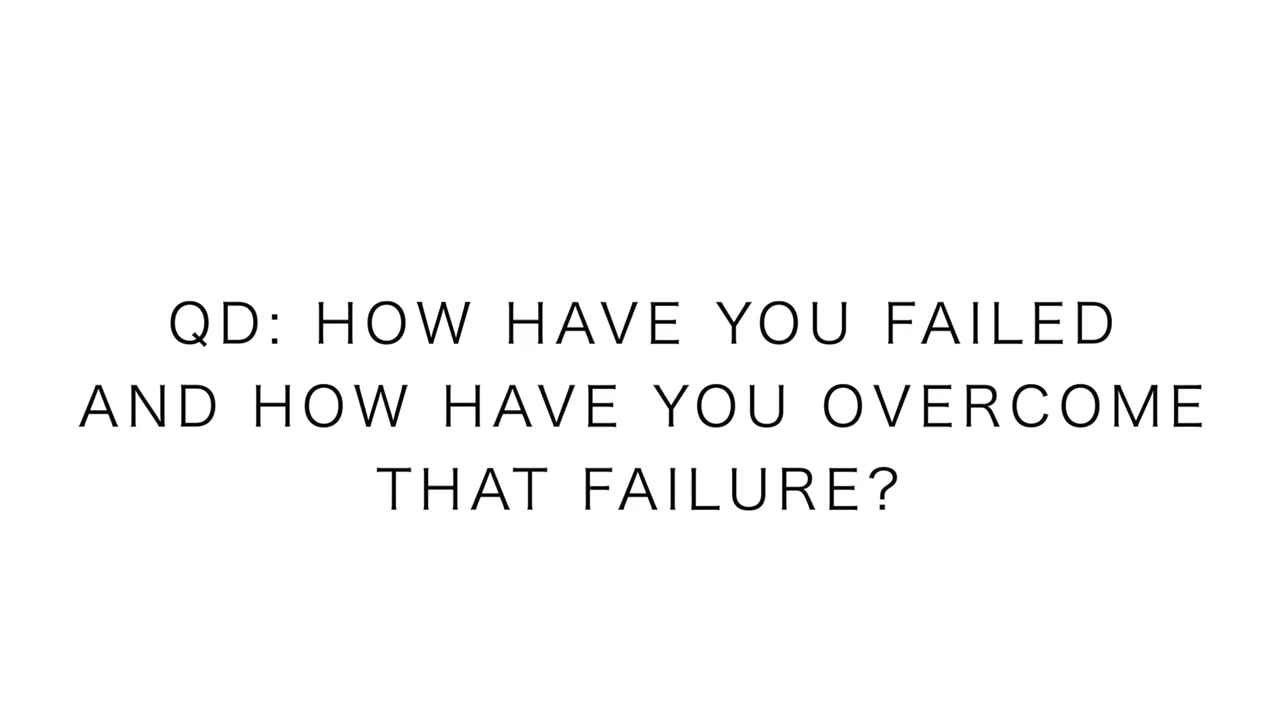 QD: HOW HAVE YOU FAILED
AND HOW HAVE YOU OVERCOME
THAT FAILURE?